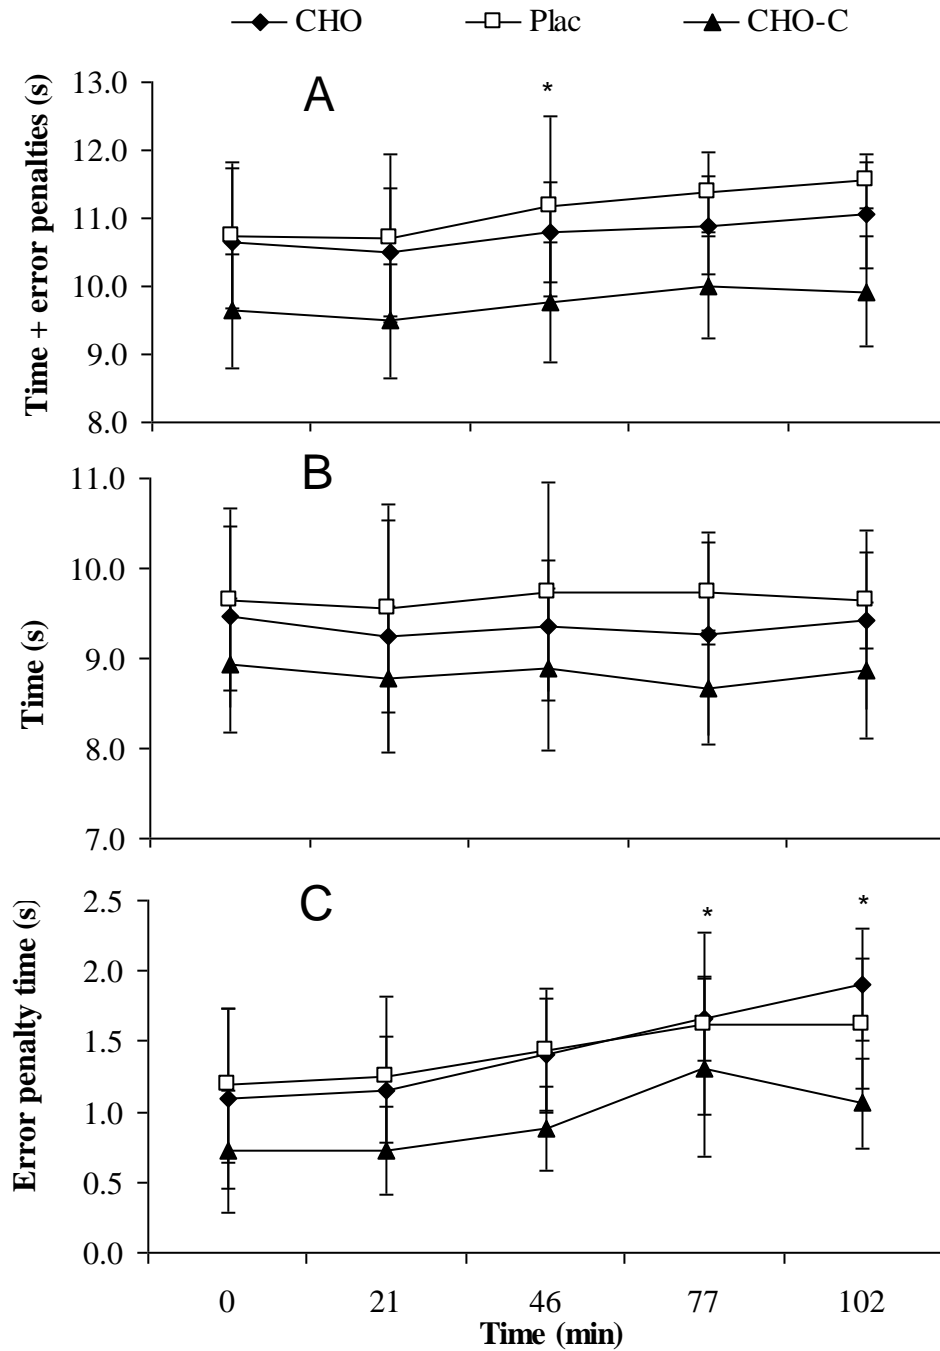 CHO Plac CHO-C
A
*
Time + error penalties (s)
13.0
12.0
11.0
10.0
9.0
8.0
B
Time (s)
11.0
10.0
9.0
8.0
7.0
C
* *
Error penalty time (s)
2.5
2.0
1.5
1.0
0.5
0.0
0 21 46 77 102
Time (min)